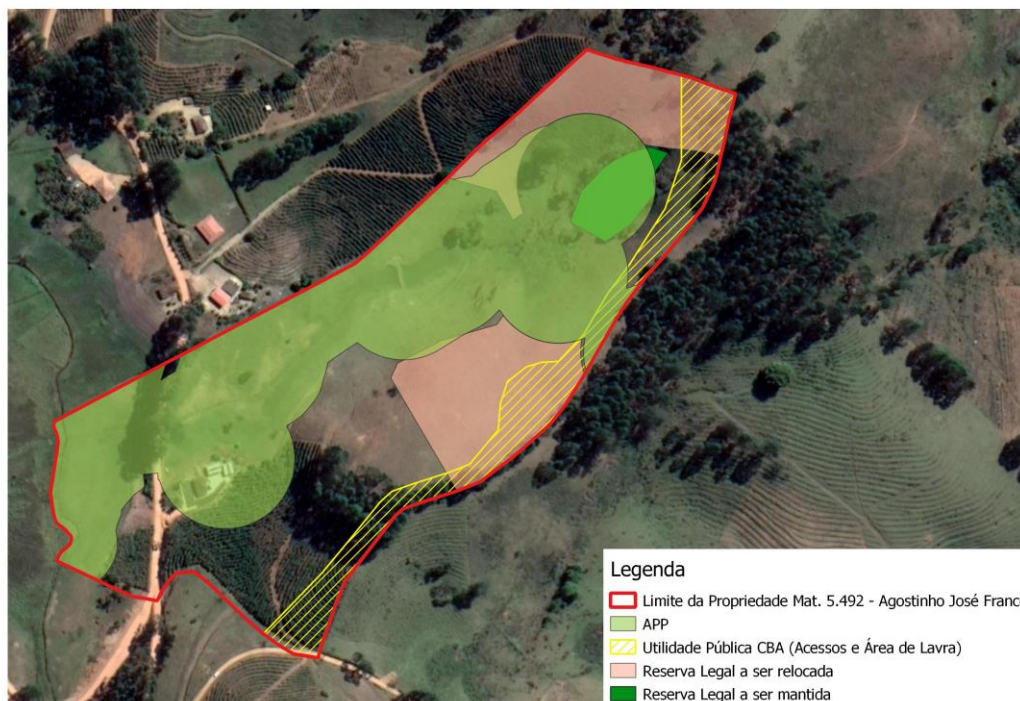 Legenda
Limite da Propriedade Mat. 5.492 - Agostinho José Franc
APP
Utilidade Pública CBA (Acessos e Área de Lavra)
Reserva Legal a ser relocada
Reserva Legal a ser mantida